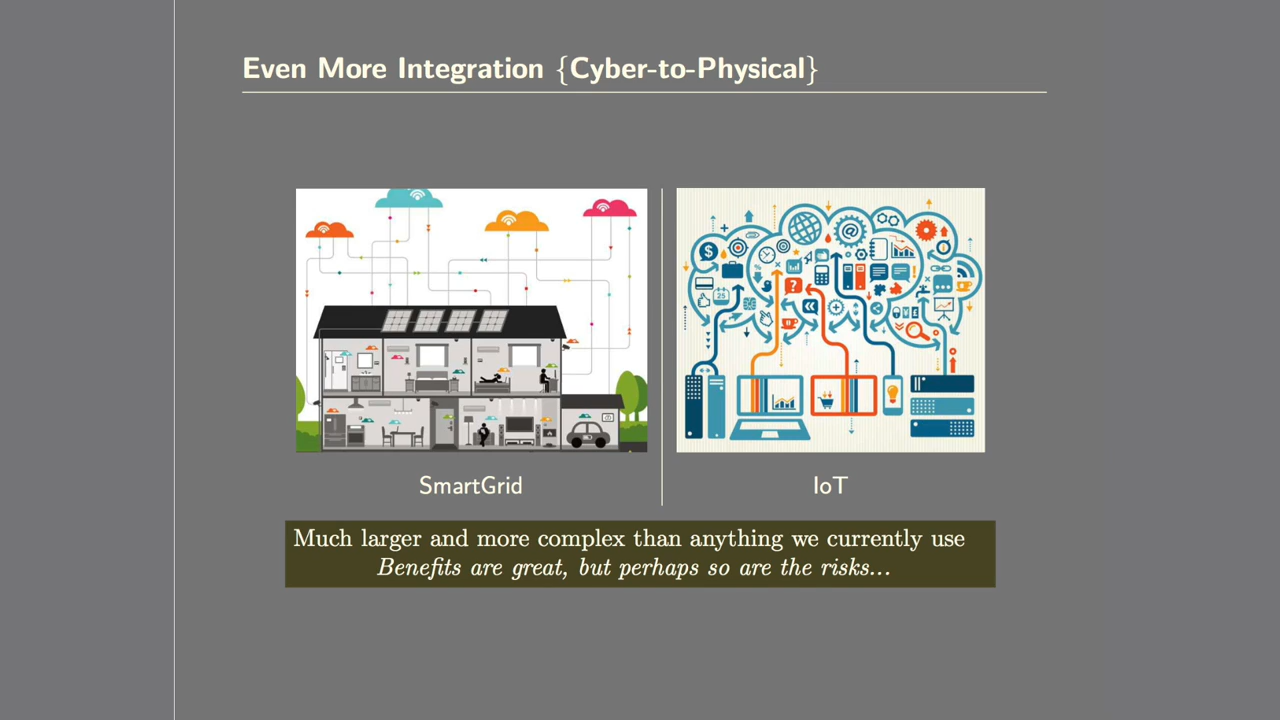 Even More Integration {Cyber-to-Physical}
$
@
?
25
SmartGrid
IoT
Much larger and more complex than anything we currently use
Benefits are great, but perhaps so are the risks...